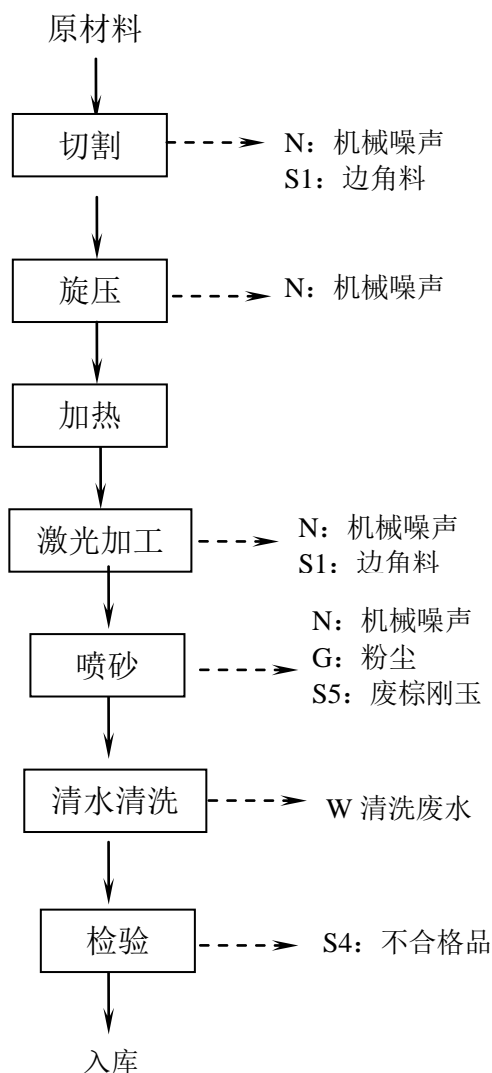 原材料
切割
N：机械噪声
S1：边角料
旋压
N：机械噪声
加热
激光加工
N：机械噪声
S1：边角料
喷砂
N：机械噪声
G：粉尘
S5：废棕刚玉
清水清洗
W 清洗废水
检验
S4：不合格品
入库